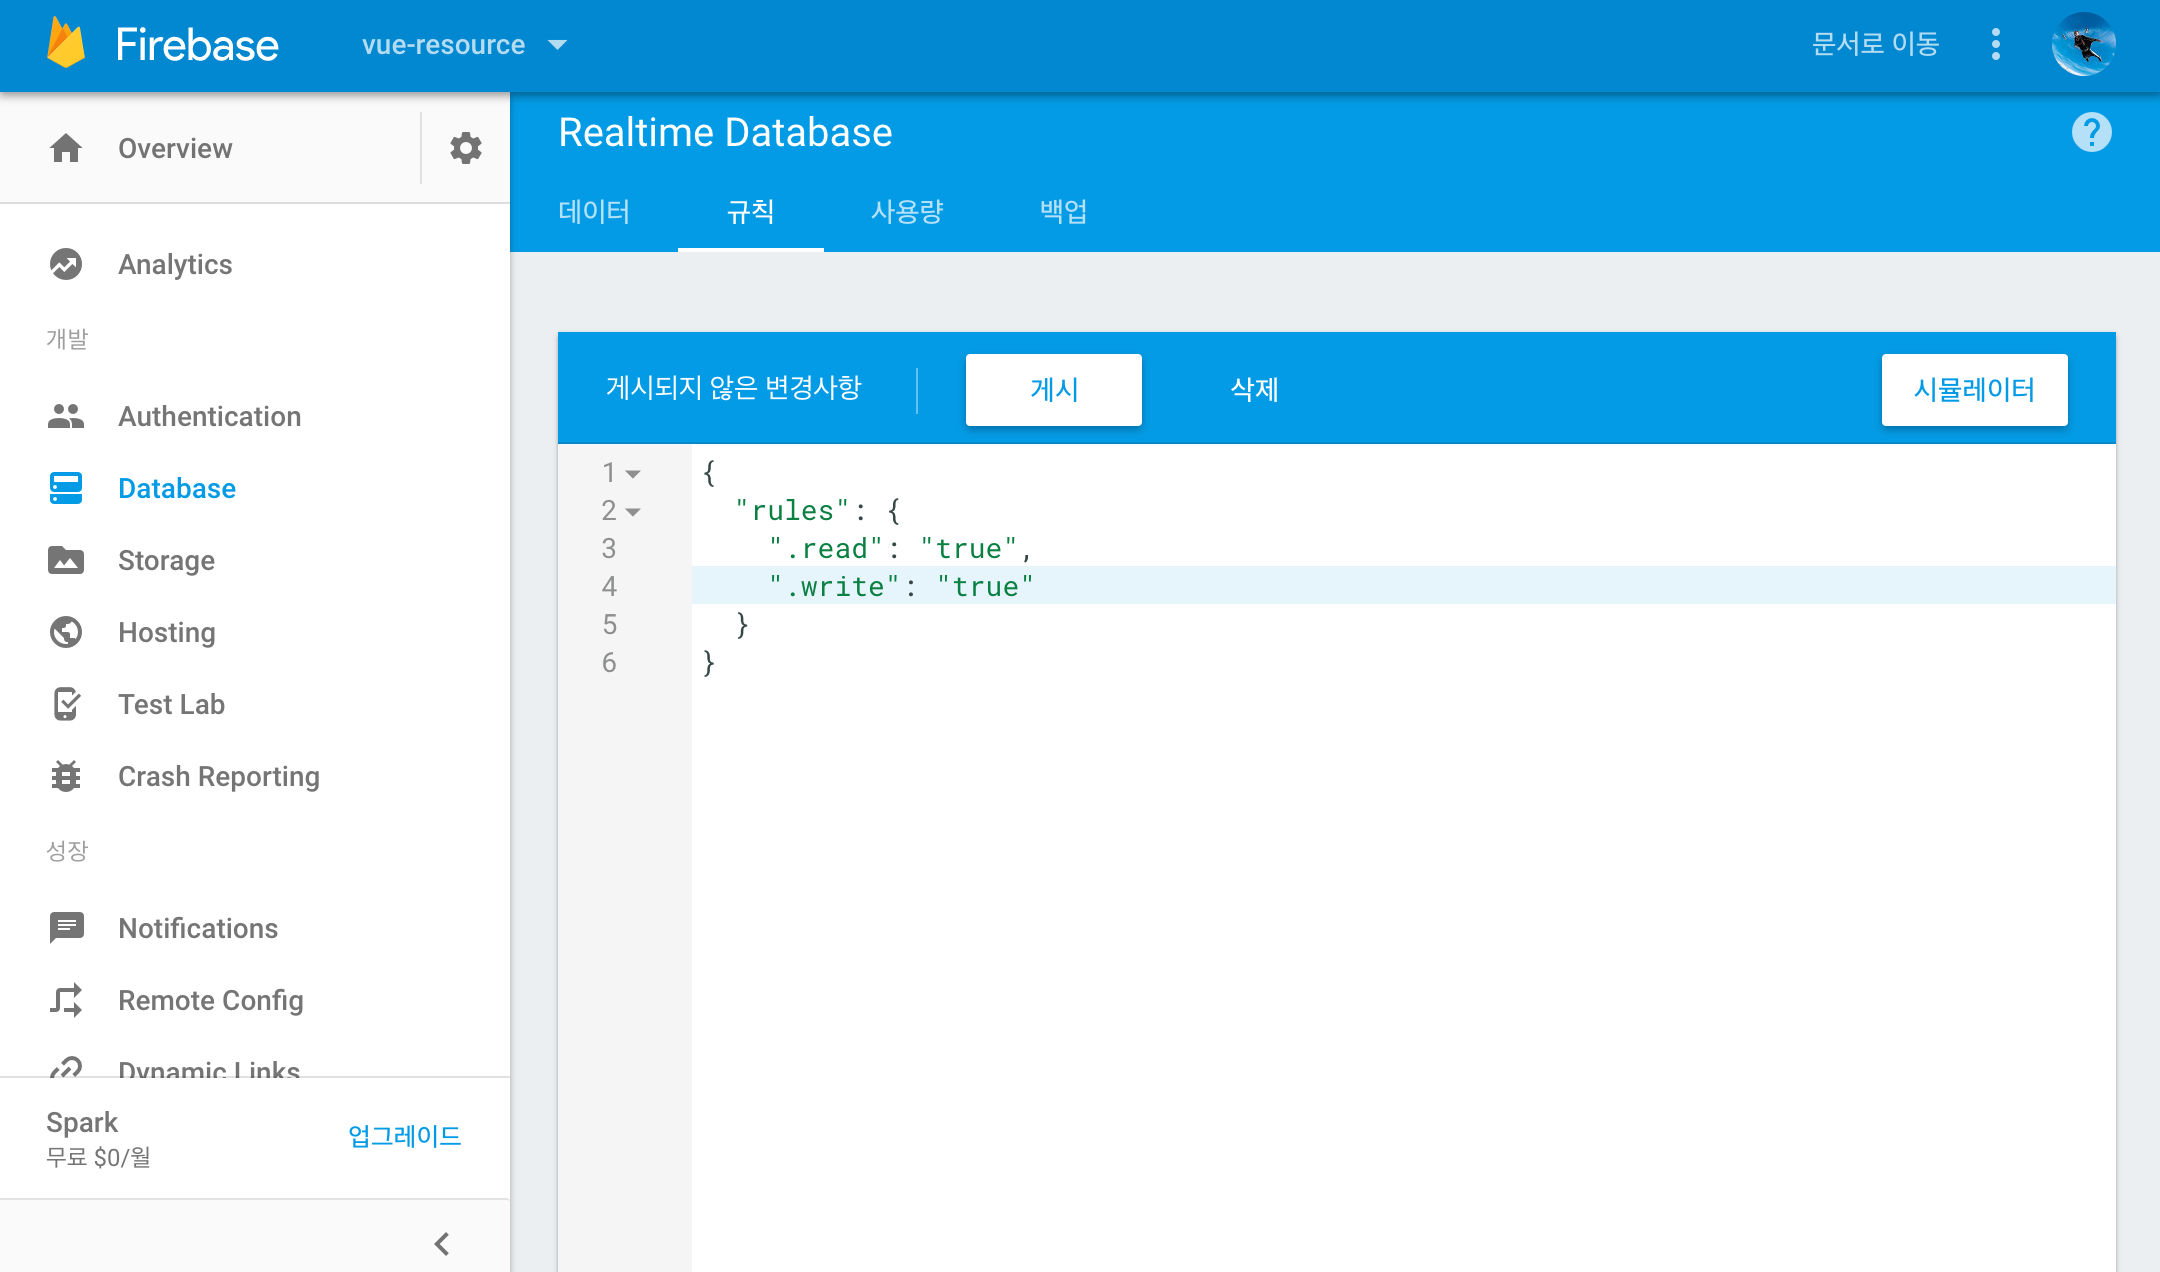 Firebase
vue-resource
문서로 이동
Overview
Analytics
개발
Authentication
Database
Storage
Hosting
Test Lab
Crash Reporting
성장
Notifications
Remote Config
Dynamic Links
Spark
무료 $0/월
업그레이드
Realtime Database
?
데이터 규칙 사용량 백업
게시되지 않은 변경사항 게시 삭제 시뮬레이터
1 {
2 "rules": {
3 ".read": "true",
4 ".write": "true"
5 }
6 }